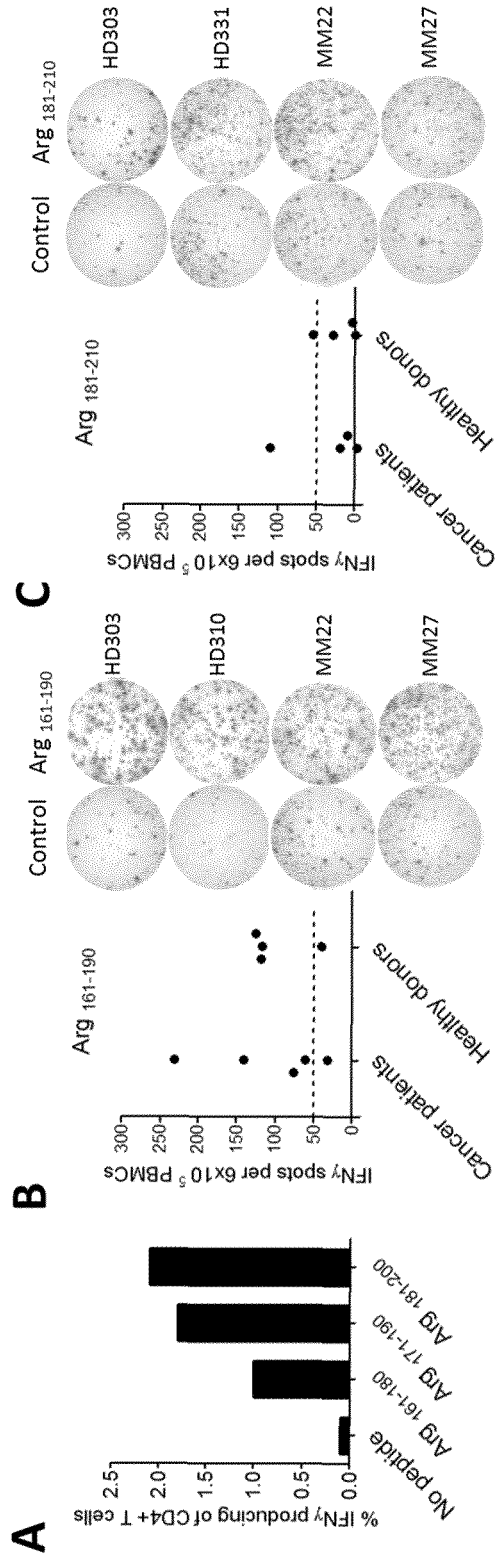 A
% IFNγ producing of CD4+ T cells
2.5
2.0
1.5
1.0
0.5
0.0
No peptide
Arg 161-180
Arg 171-190
Arg 181-200
B
Arg 161-190
IFNγ spots per 6x10 5 PBMCs
300
250
200
150
100
50
0
Cancer patients
Healthy donors
Control
Arg 161-190
HD303
HD310
MM22
MM27
C
Arg 181-210
IFNγ spots per 6x10 5 PBMCs
300
250
200
150
100
50
0
Cancer patients
Healthy donors
Control
Arg 181-210
HD303
HD331
MM22
MM27